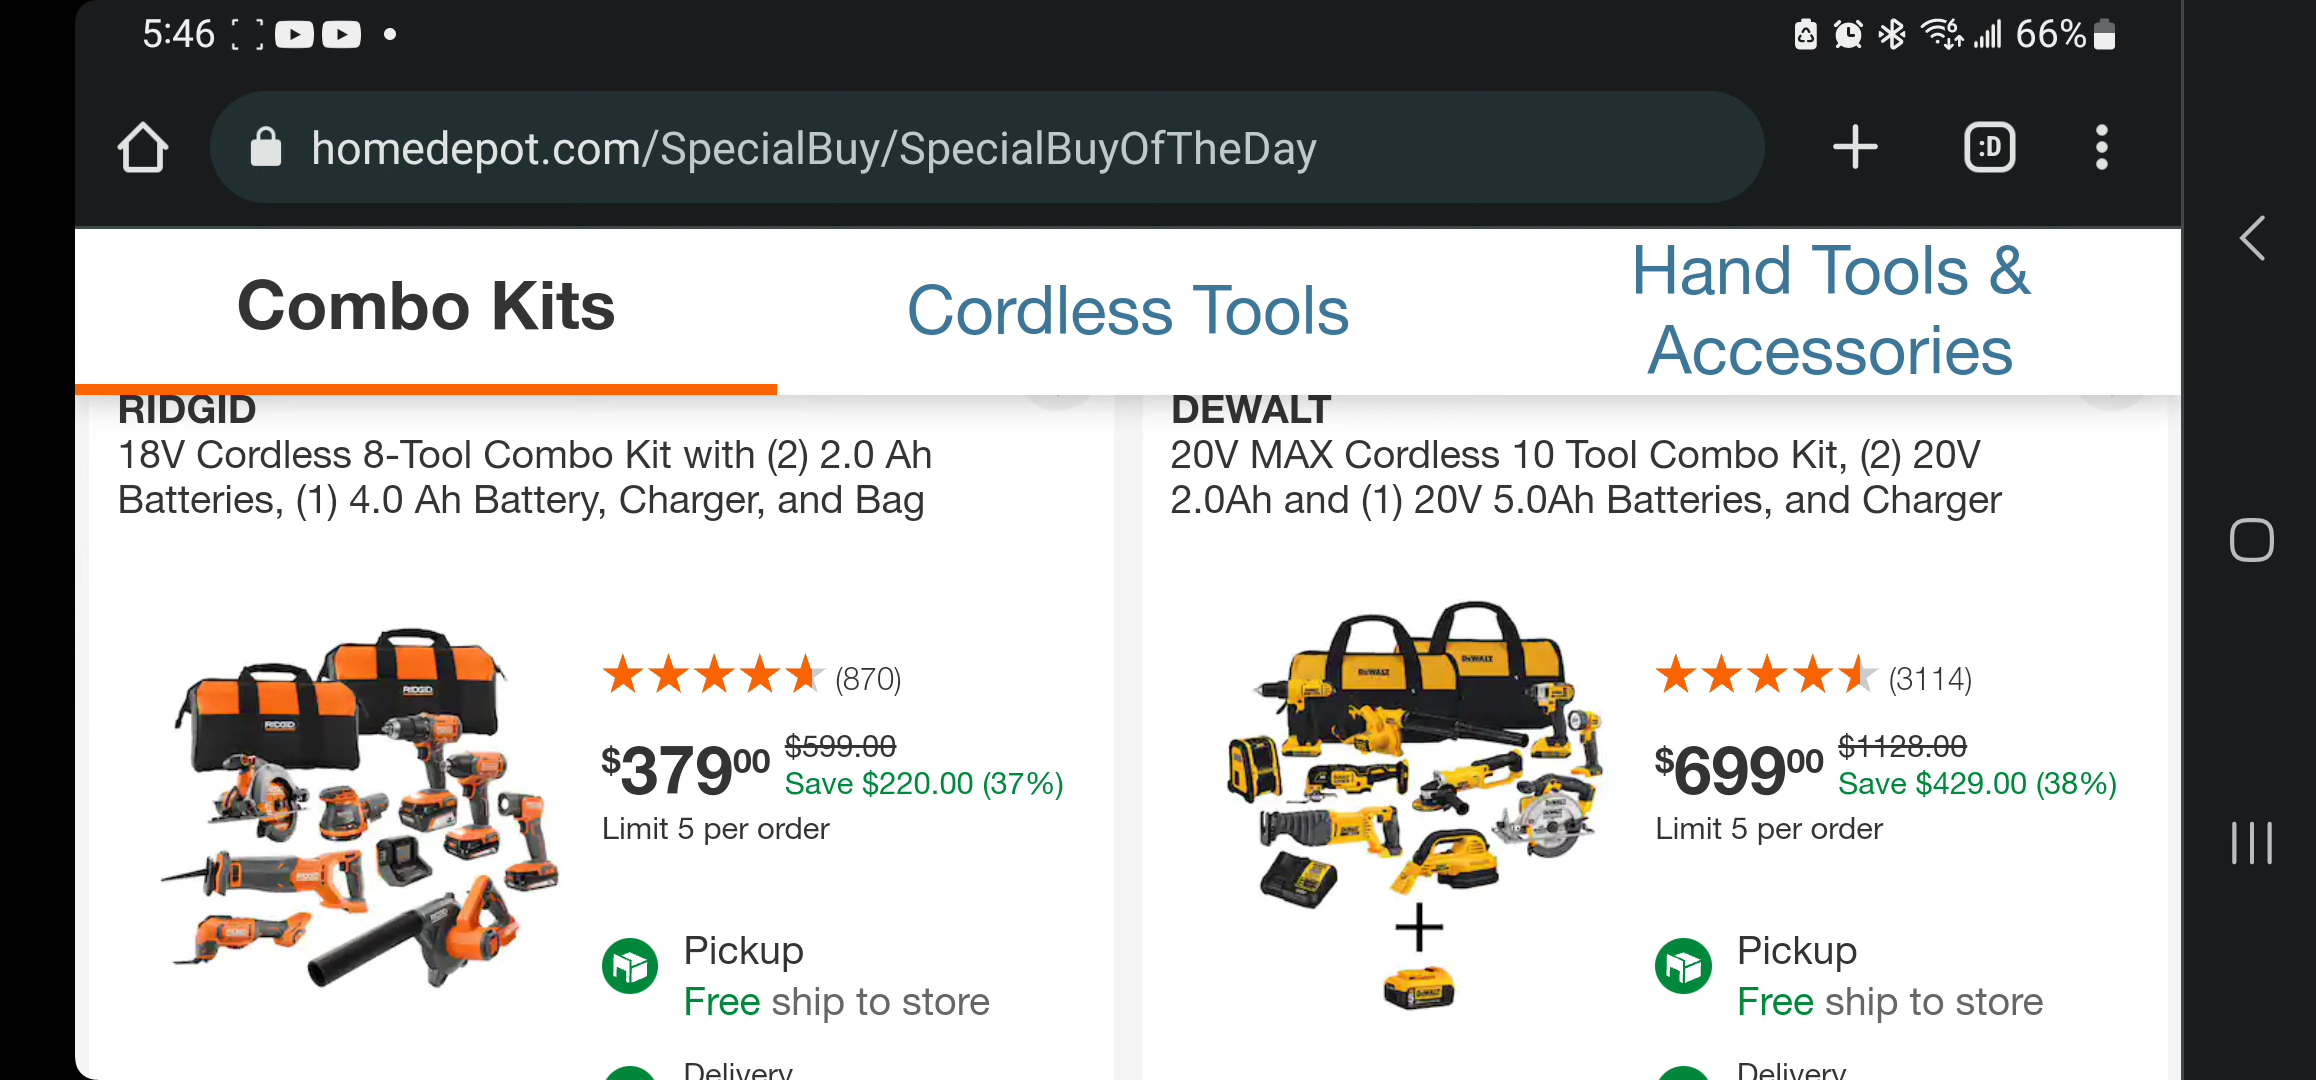 5:46
66%
homedepot.com/SpecialBuy/SpecialBuyOfTheDay
:D
Combo Kits
Cordless Tools
Hand Tools &
Accessories
RIDGID
18V Cordless 8-Tool Combo Kit with (2) 2.0 Ah
Batteries, (1) 4.0 Ah Battery, Charger, and Bag
RIDGID
RIDGID
(870)
$37900
$599.00
Save $220.00 (37%)
Limit 5 per order
Pickup
Free ship to store
Delivery
DEWALT
20V MAX Cordless 10 Tool Combo Kit, (2) 20V
2.0Ah and (1) 20V 5.0Ah Batteries, and Charger
DEWALT
DEWALT
(3114)
$69900
$1128.00
Save $429.00 (38%)
Limit 5 per order
Pickup
Free ship to store
Delivery